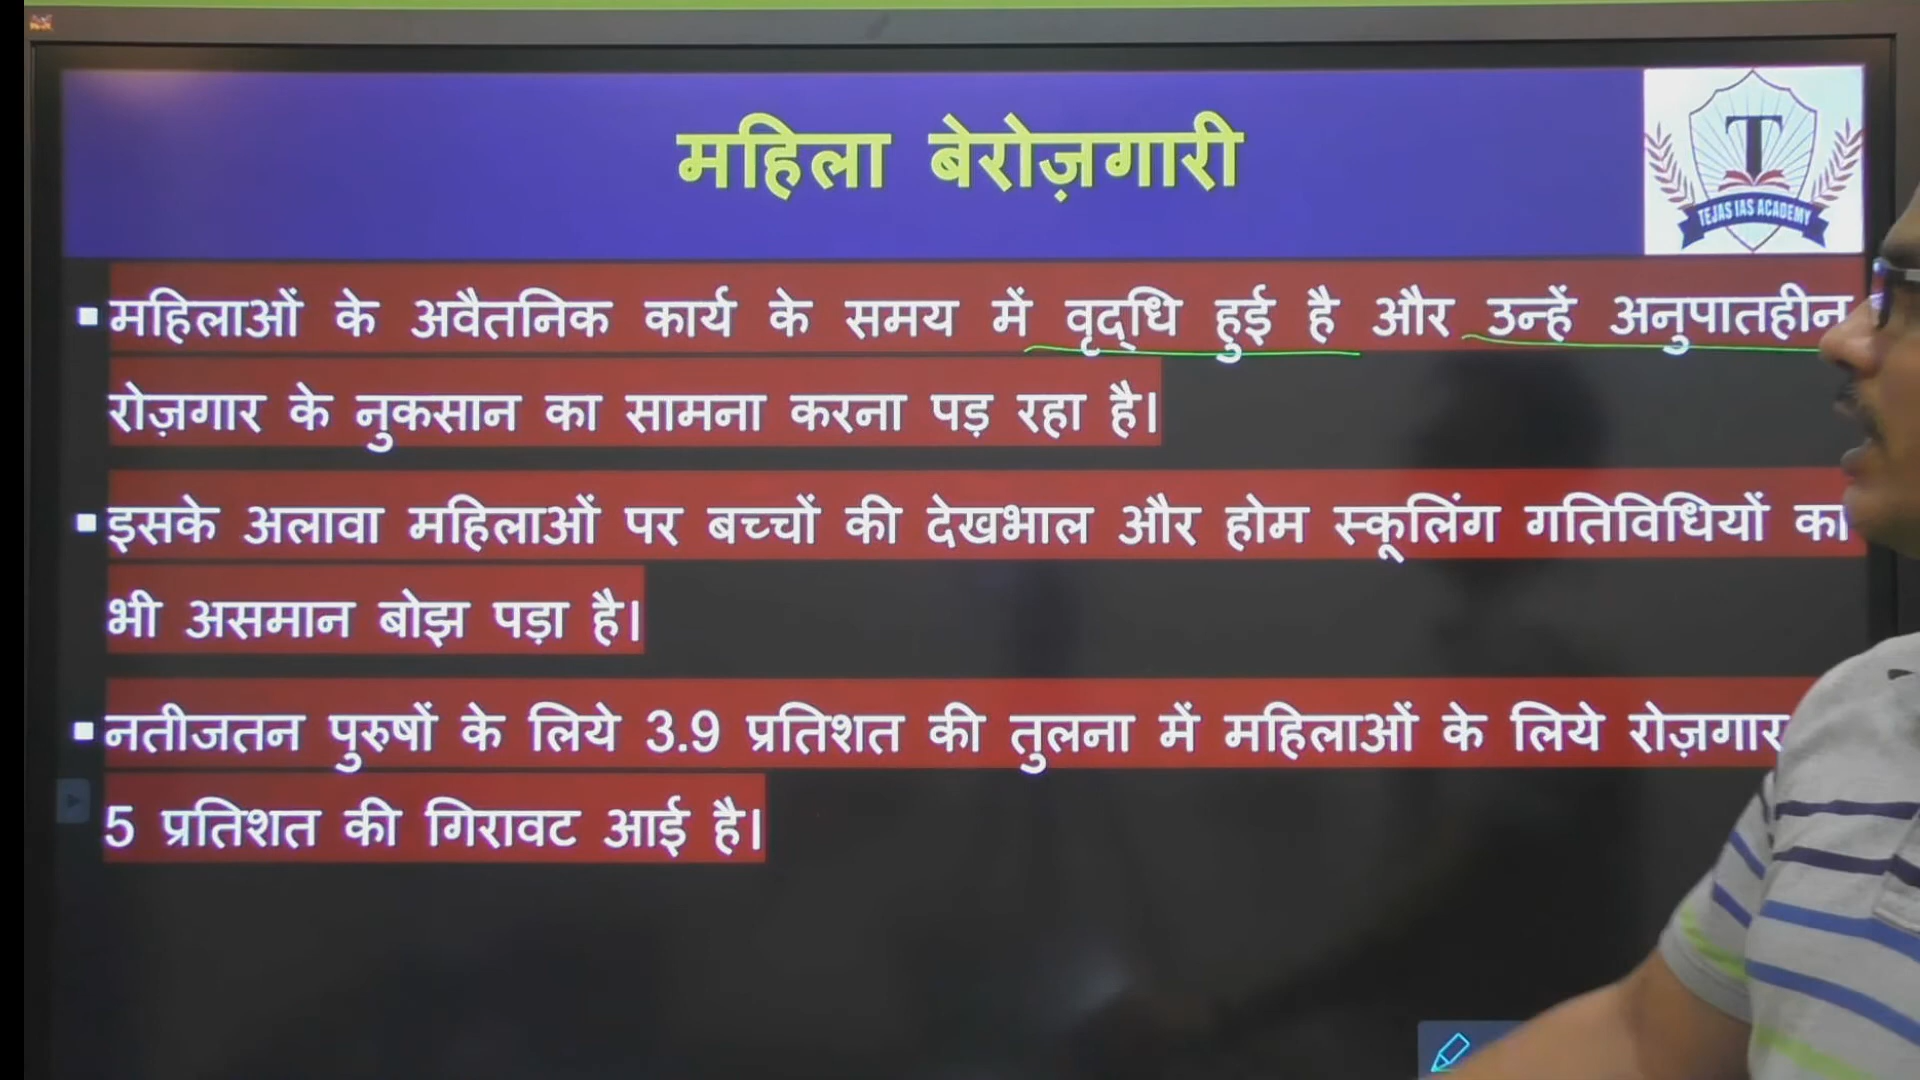 महिला बेरोज़गारी
T
TEJAS IAS ACADEMY
▪ महिलाओं के अवैतनिक कार्य के समय में वृद्धि हुई है और उन्हें अनुपातहीन
रोज़गार के नुकसान का सामना करना पड़ रहा है।
▪ इसके अलावा महिलाओं पर बच्चों की देखभाल और होम स्कूलिंग गतिविधियों का
भी असमान बोझ पड़ा है।
▪ नतीजतन पुरुषों के लिये 3.9 प्रतिशत की तुलना में महिलाओं के लिये रोज़गार
5 प्रतिशत की गिरावट आई है।